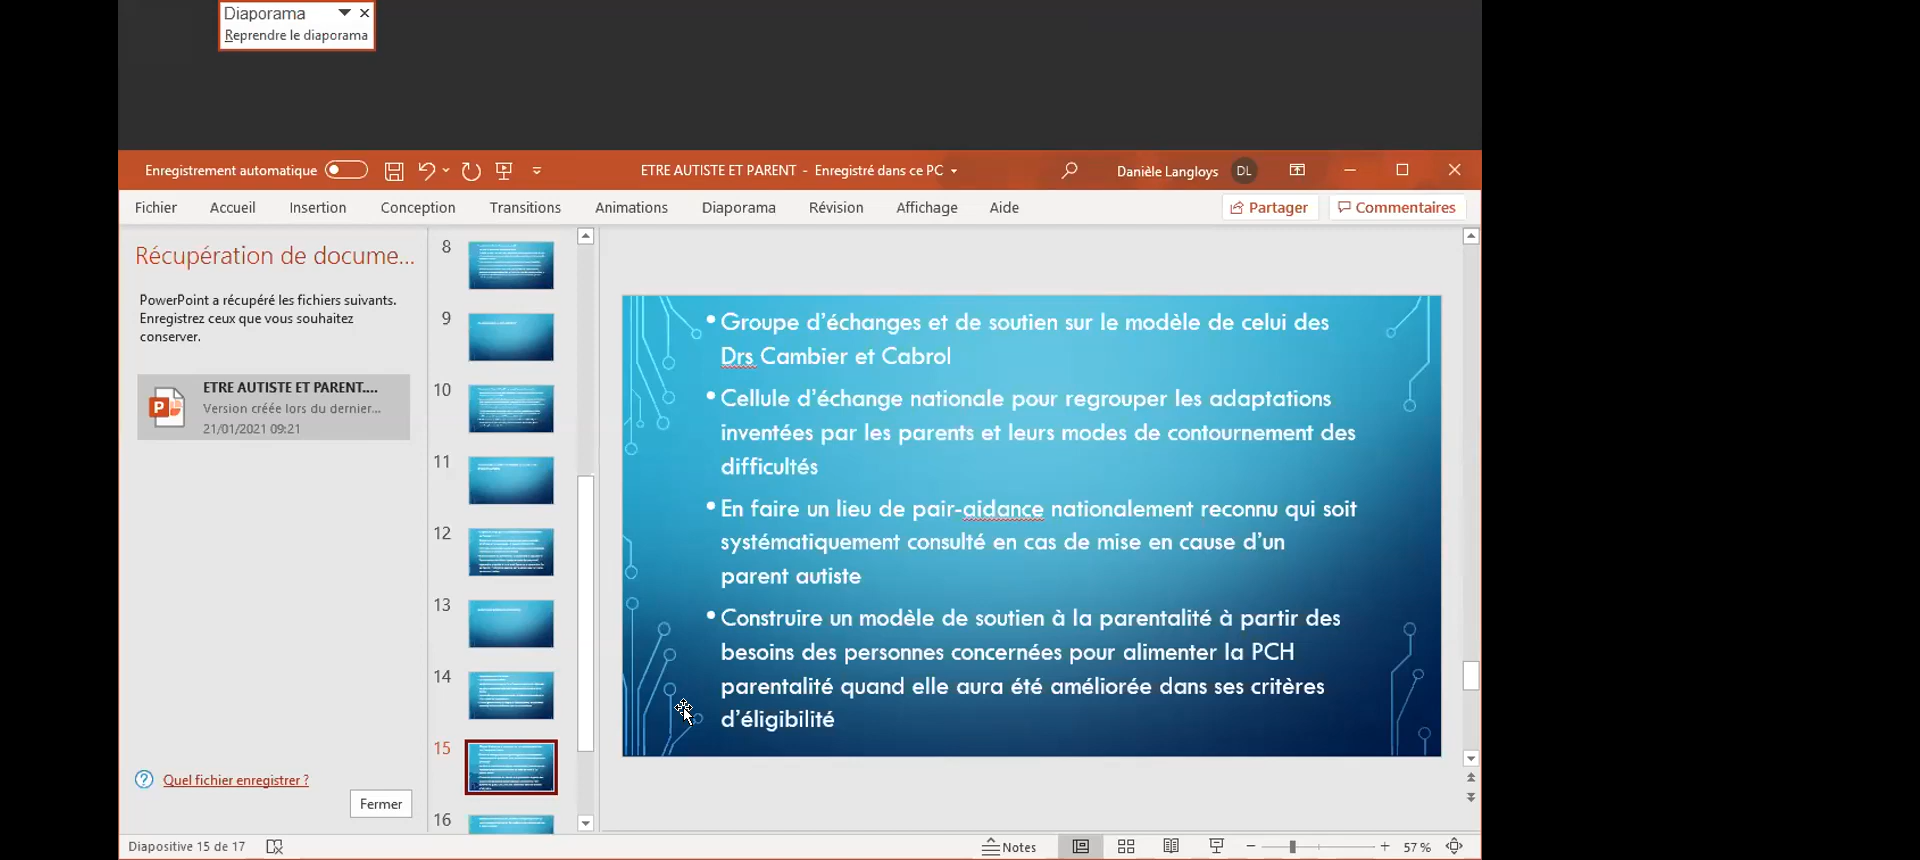 Diaporama
Reprendre le diaporama
Enregistrement automatique
ETRE AUTISTE ET PARENT - Enregistré dans ce PC
Danièle Langloys
DL
Fichier
Accueil
Insertion
Conception
Transitions
Animations
Diaporama
Révision
Affichage
Aide
Partager
Commentaires
Récupération de docume...
PowerPoint a récupéré les fichiers suivants.
Enregistrez ceux que vous souhaitez
conserver.
ETRE AUTISTE ET PARENT....
Version créée lors du dernier...
21/01/2021 09:21
Quel fichier enregistrer ?
Fermer
8
9
10
11
12
13
14
15
16
• Groupe d’échanges et de soutien sur le modèle de celui des
Drs Cambier et Cabrol
• Cellule d’échange nationale pour regrouper les adaptations
inventées par les parents et leurs modes de contournement des
difficultés
• En faire un lieu de pair-aidance nationalement reconnu qui soit
systématiquement consulté en cas de mise en cause d’un
parent autiste
• Construire un modèle de soutien à la parentalité à partir des
besoins des personnes concernées pour alimenter la PCH
parentalité quand elle aura été améliorée dans ses critères
d’éligibilité
Diapositive 15 de 17
Notes
57 %